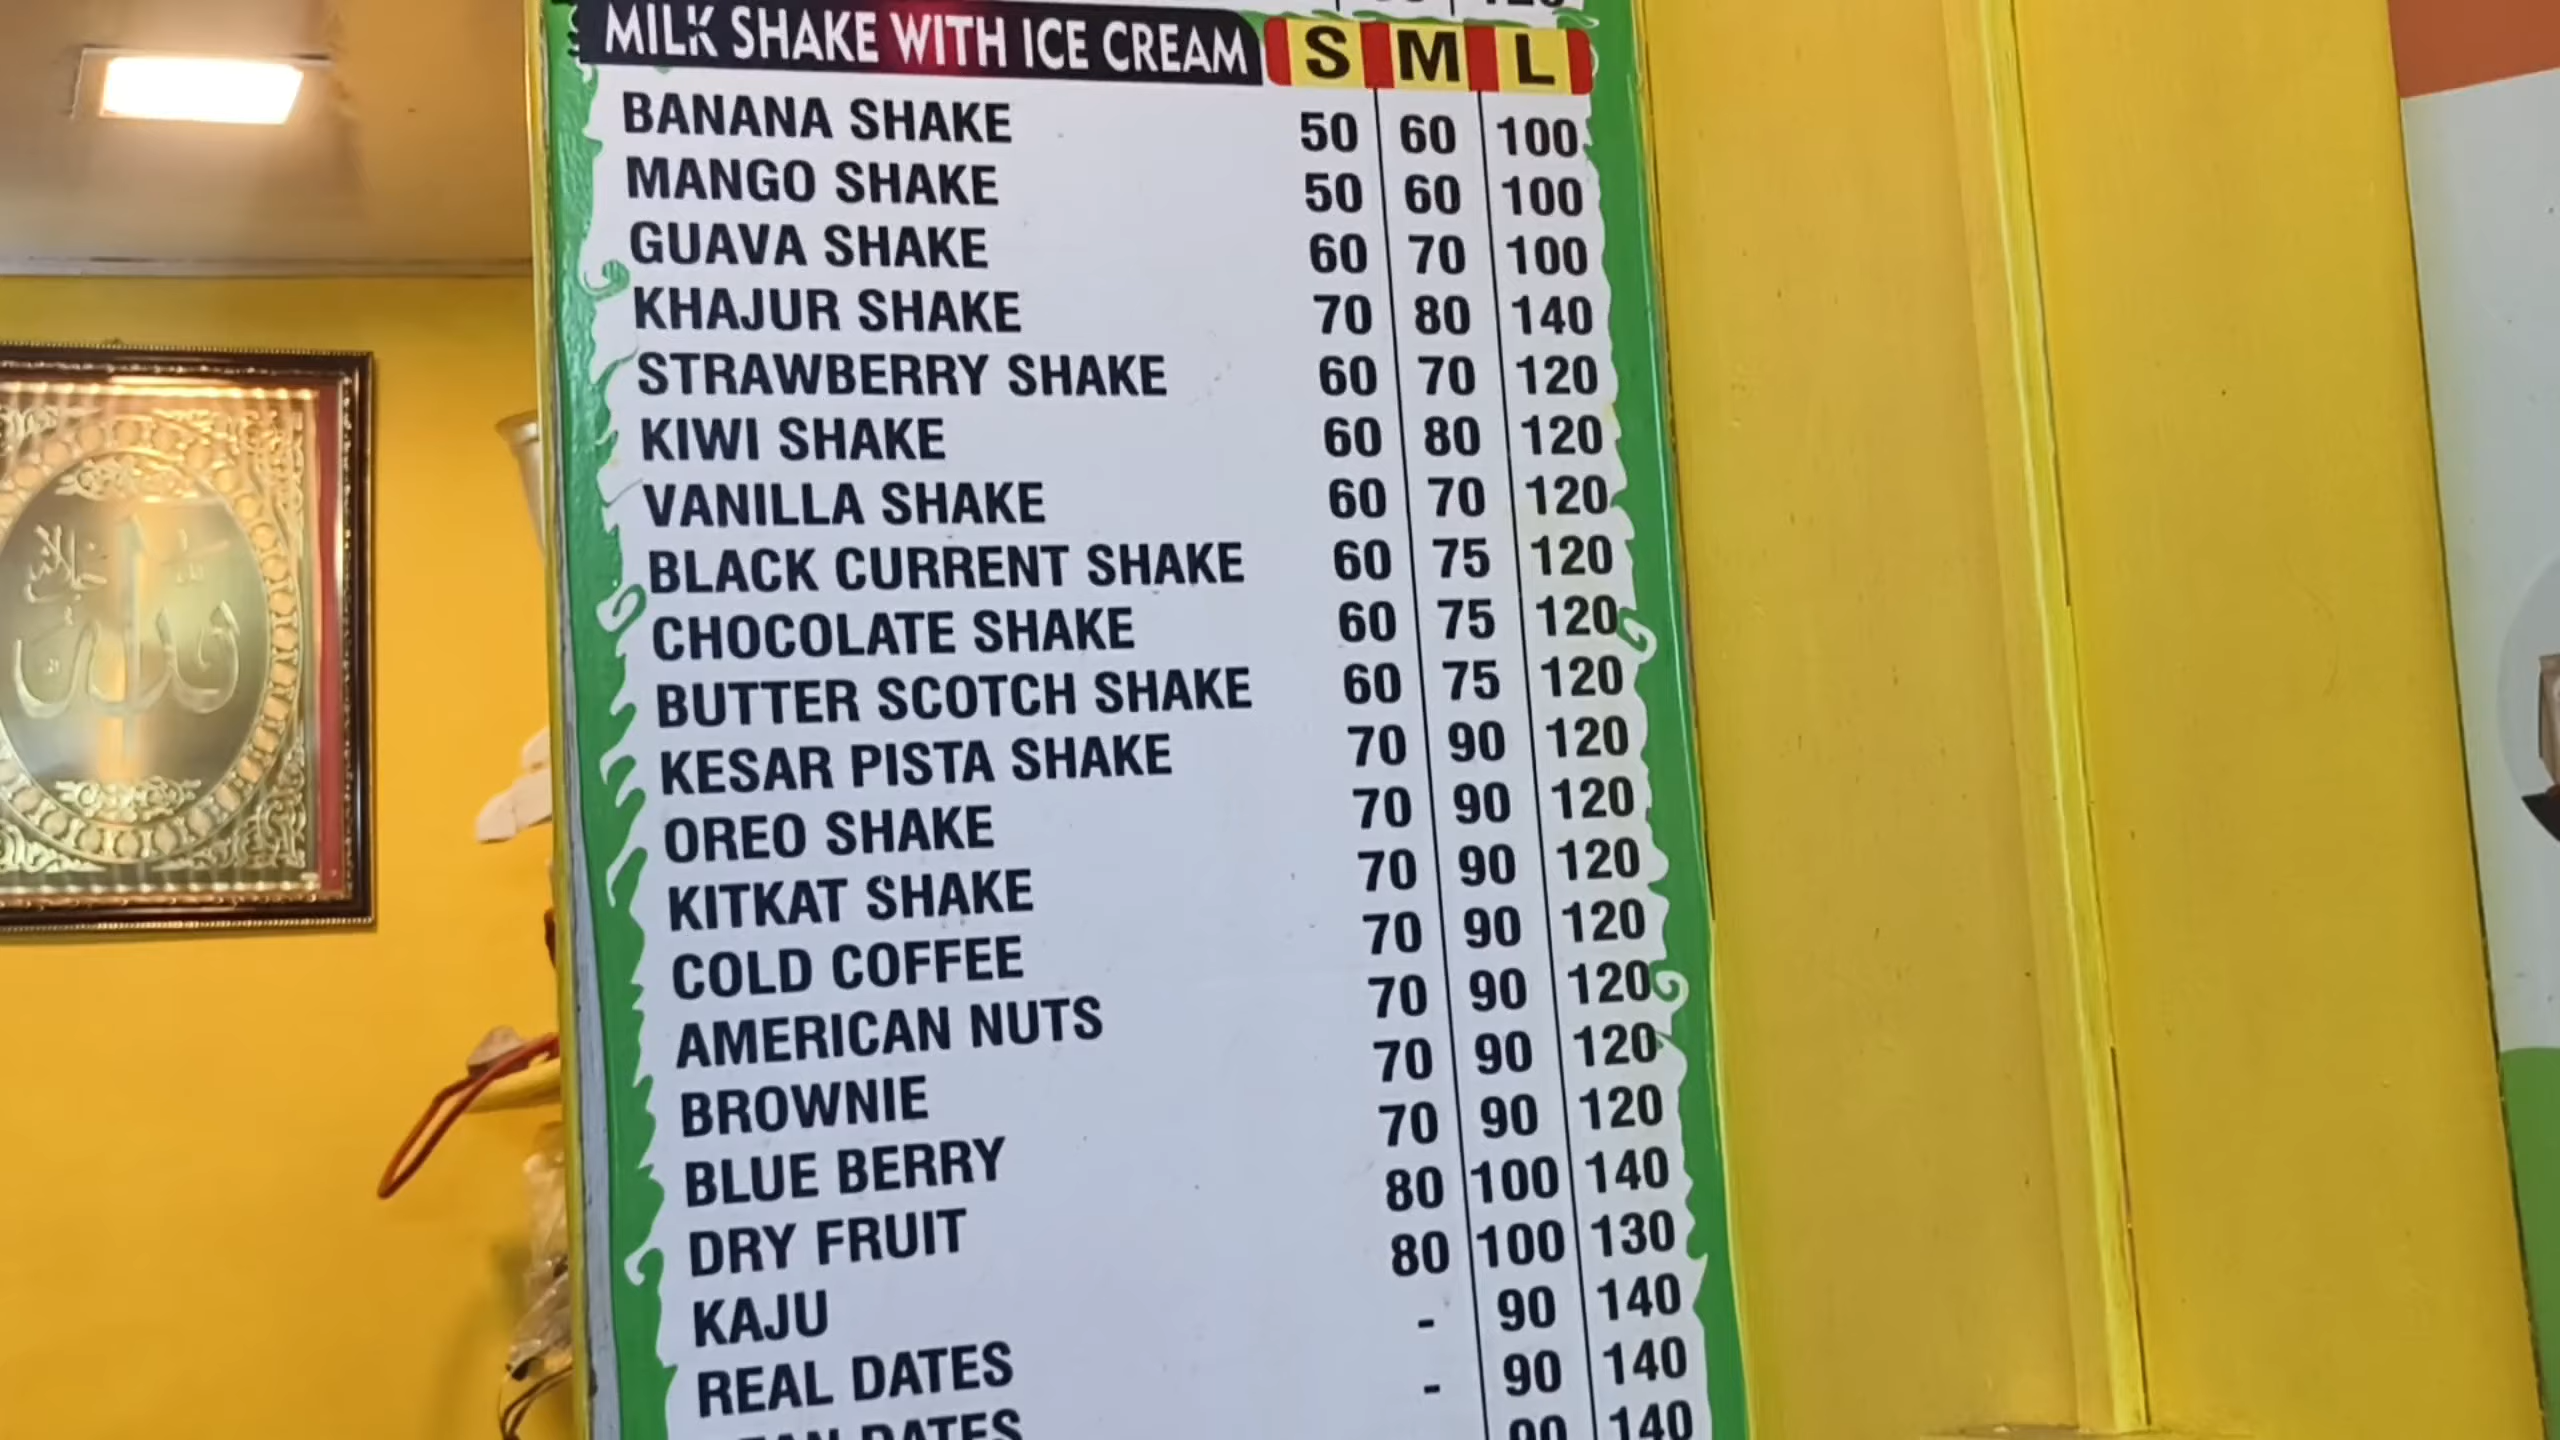 MILK SHAKE WITH ICE CREAM S M L
BANANA SHAKE 50 60 100
MANGO SHAKE 50 60 100
GUAVA SHAKE 60 70 100
KHAJUR SHAKE 70 80 140
STRAWBERRY SHAKE 60 70 120
KIWI SHAKE 60 80 120
VANILLA SHAKE 60 70 120
BLACK CURRENT SHAKE 60 75 120
CHOCOLATE SHAKE 60 75 120
BUTTER SCOTCH SHAKE 60 75 120
KESAR PISTA SHAKE 70 90 120
OREO SHAKE 70 90 120
KITKAT SHAKE 70 90 120
COLD COFFEE 70 90 120
AMERICAN NUTS 70 90 120
BROWNIE 70 90 120
BLUE BERRY 70 90 120
DRY FRUIT 80 100 140
KAJU 80 100 130
REAL DATES - 90 140
DATES - 90 140
90 140